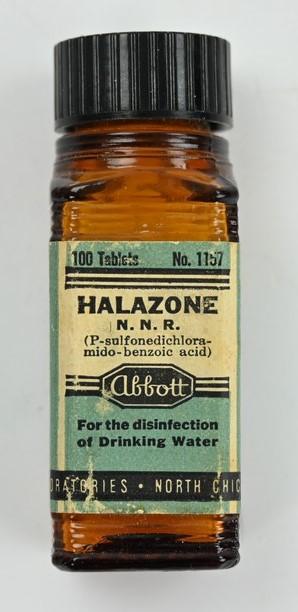 100 Tablets No. 1157
HALAZONE
N. N. R.
(P-sulfonedichlora-
mido-benzoic acid)
Abbott
For the disinfection
of Drinking Water
ORATORIES • NORTH CHIC